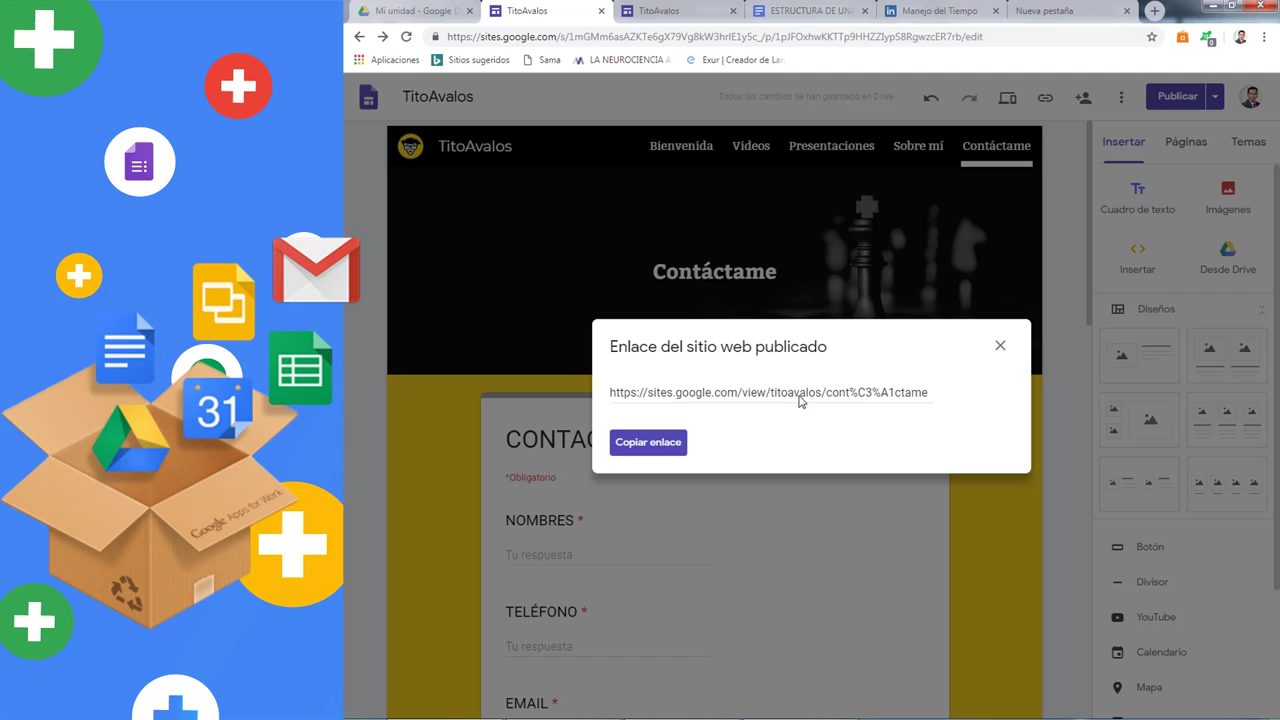 Mi unidad - Google D
TitoAvalos
TitoAvalos
ESTRUCTURA DE UNA
Manejo del Tiempo
Nueva pestaña
https://sites.google.com/s/1mGMm6asAZKTe6gX79Vg8kW3hrIE1y5c_/p/1pJFOxhwKKTTp9HHZZIypS8RgwzcER7rb/edit
Aplicaciones
Sitios sugeridos
Sama
LA NEUROCIENCIA A
Exur | Creador de Lan
TitoAvalos
Todos los cambios se han guardado en Drive
Publicar
TitoAvalos
Bienvenida
Videos
Presentaciones
Sobre mí
Contáctame
Insertar
Páginas
Temas
Cuadro de texto
Imágenes
Insertar
Desde Drive
Diseños
Contáctame
Enlace del sitio web publicado
https://sites.google.com/view/titoavalos/cont%C3%A1ctame
Copiar enlace
CONTAC
*Obligatorio
NOMBRES *
Tu respuesta
TELÉFONO *
Tu respuesta
EMAIL *
Botón
Divisor
YouTube
Calendario
Mapa
31
Google Apps for Work